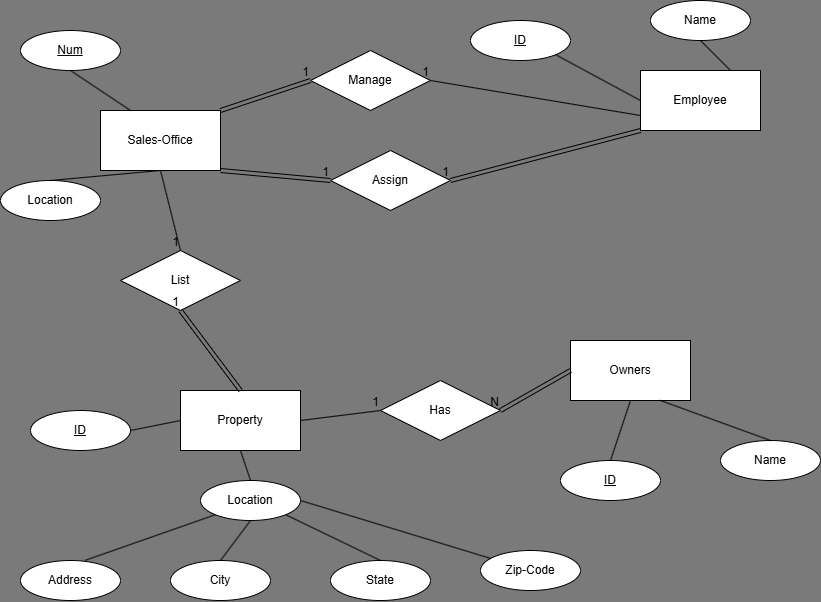 Name
ID
Num
1
Manage
1
Employee
Sales-Office
1
Assign
1
Location
1
List
1
Owners
Property
1
Has
N
ID
Name
ID
Location
Address
City
State
Zip-Code